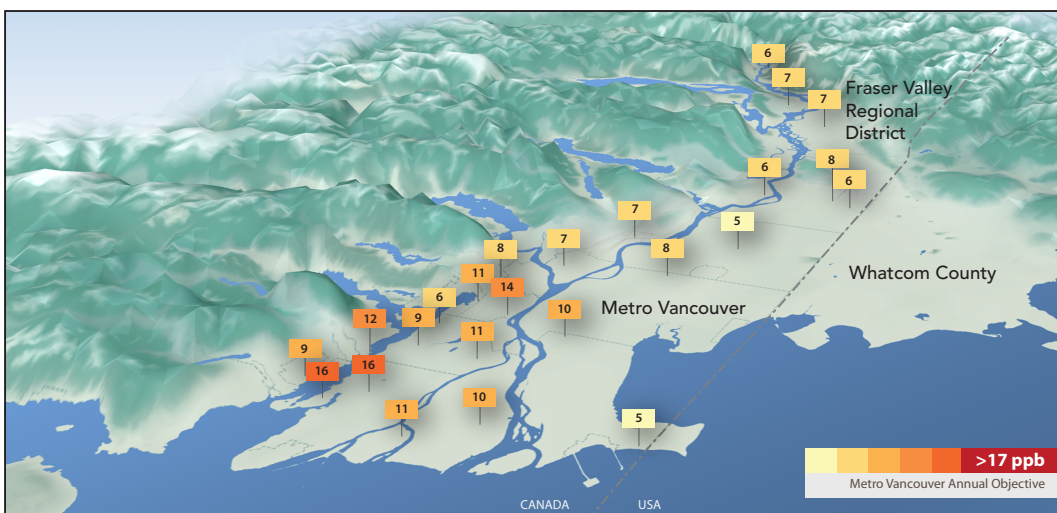 6
7
7
Fraser Valley
Regional
District
8
6
6
7
5
7
8
8
11
14
6
9
12
11
10
Metro Vancouver
Whatcom County
9
16
16
11
10
5
>17 ppb
Metro Vancouver Annual Objective
CANADA
USA